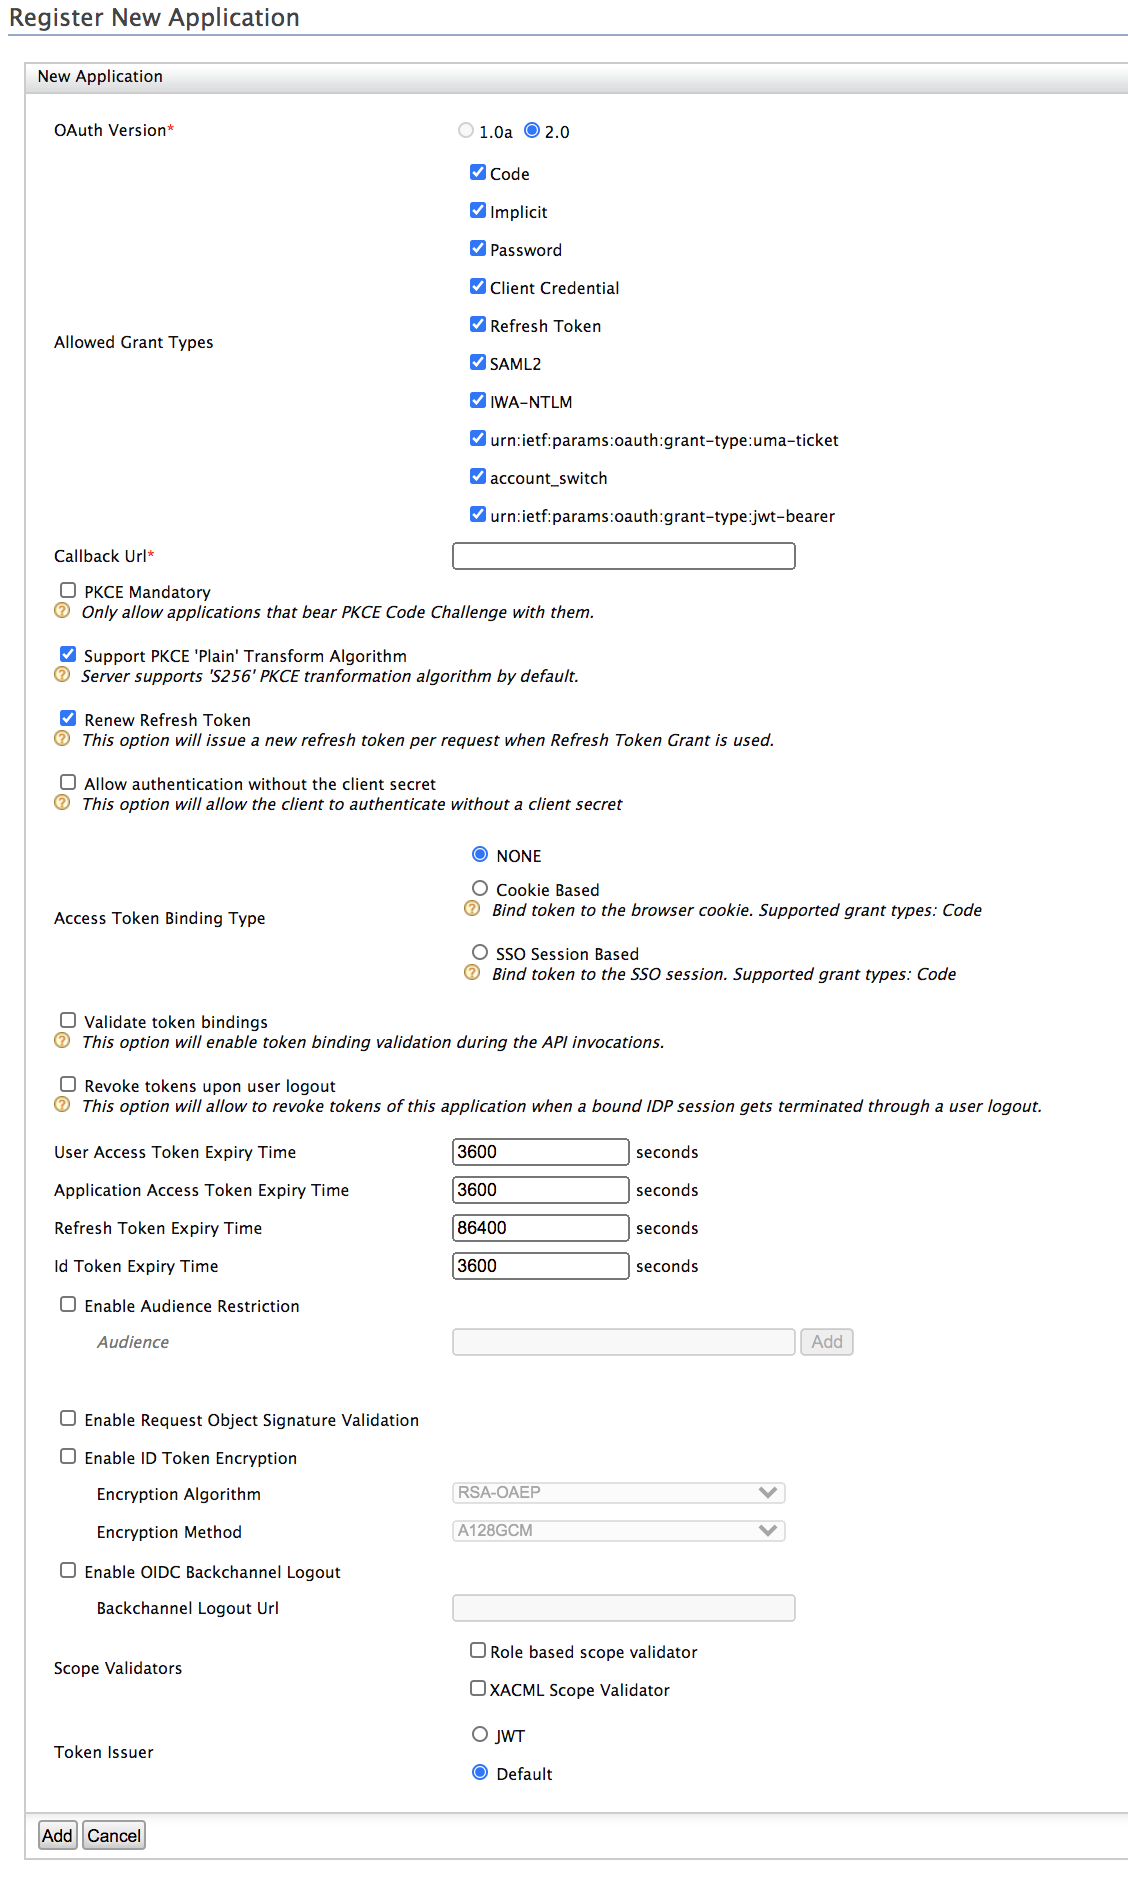 Register New Application
New Application
OAuth Version*
1.0a 2.0
Code
Implicit
Password
Client Credential
Refresh Token
Allowed Grant Types
SAML2
IWA-NTLM
urn:ietf:params:oauth:grant-type:uma-ticket
account_switch
urn:ietf:params:oauth:grant-type:jwt-bearer
Callback Url*
PKCE Mandatory
? Only allow applications that bear PKCE Code Challenge with them.
Support PKCE 'Plain' Transform Algorithm
? Server supports 'S256' PKCE tranformation algorithm by default.
Renew Refresh Token
? This option will issue a new refresh token per request when Refresh Token Grant is used.
Allow authentication without the client secret
? This option will allow the client to authenticate without a client secret
NONE
Cookie Based
? Bind token to the browser cookie. Supported grant types: Code
Access Token Binding Type
SSO Session Based
? Bind token to the SSO session. Supported grant types: Code
Validate token bindings
? This option will enable token binding validation during the API invocations.
Revoke tokens upon user logout
? This option will allow to revoke tokens of this application when a bound IDP session gets terminated through a user logout.
User Access Token Expiry Time 3600 seconds
Application Access Token Expiry Time 3600 seconds
Refresh Token Expiry Time 86400 seconds
Id Token Expiry Time 3600 seconds
Enable Audience Restriction
Audience Add
Enable Request Object Signature Validation
Enable ID Token Encryption
Encryption Algorithm RSA-OAEP
Encryption Method A128GCM
Enable OIDC Backchannel Logout
Backchannel Logout Url
Role based scope validator
Scope Validators
XACML Scope Validator
JWT
Token Issuer
Default
Add Cancel